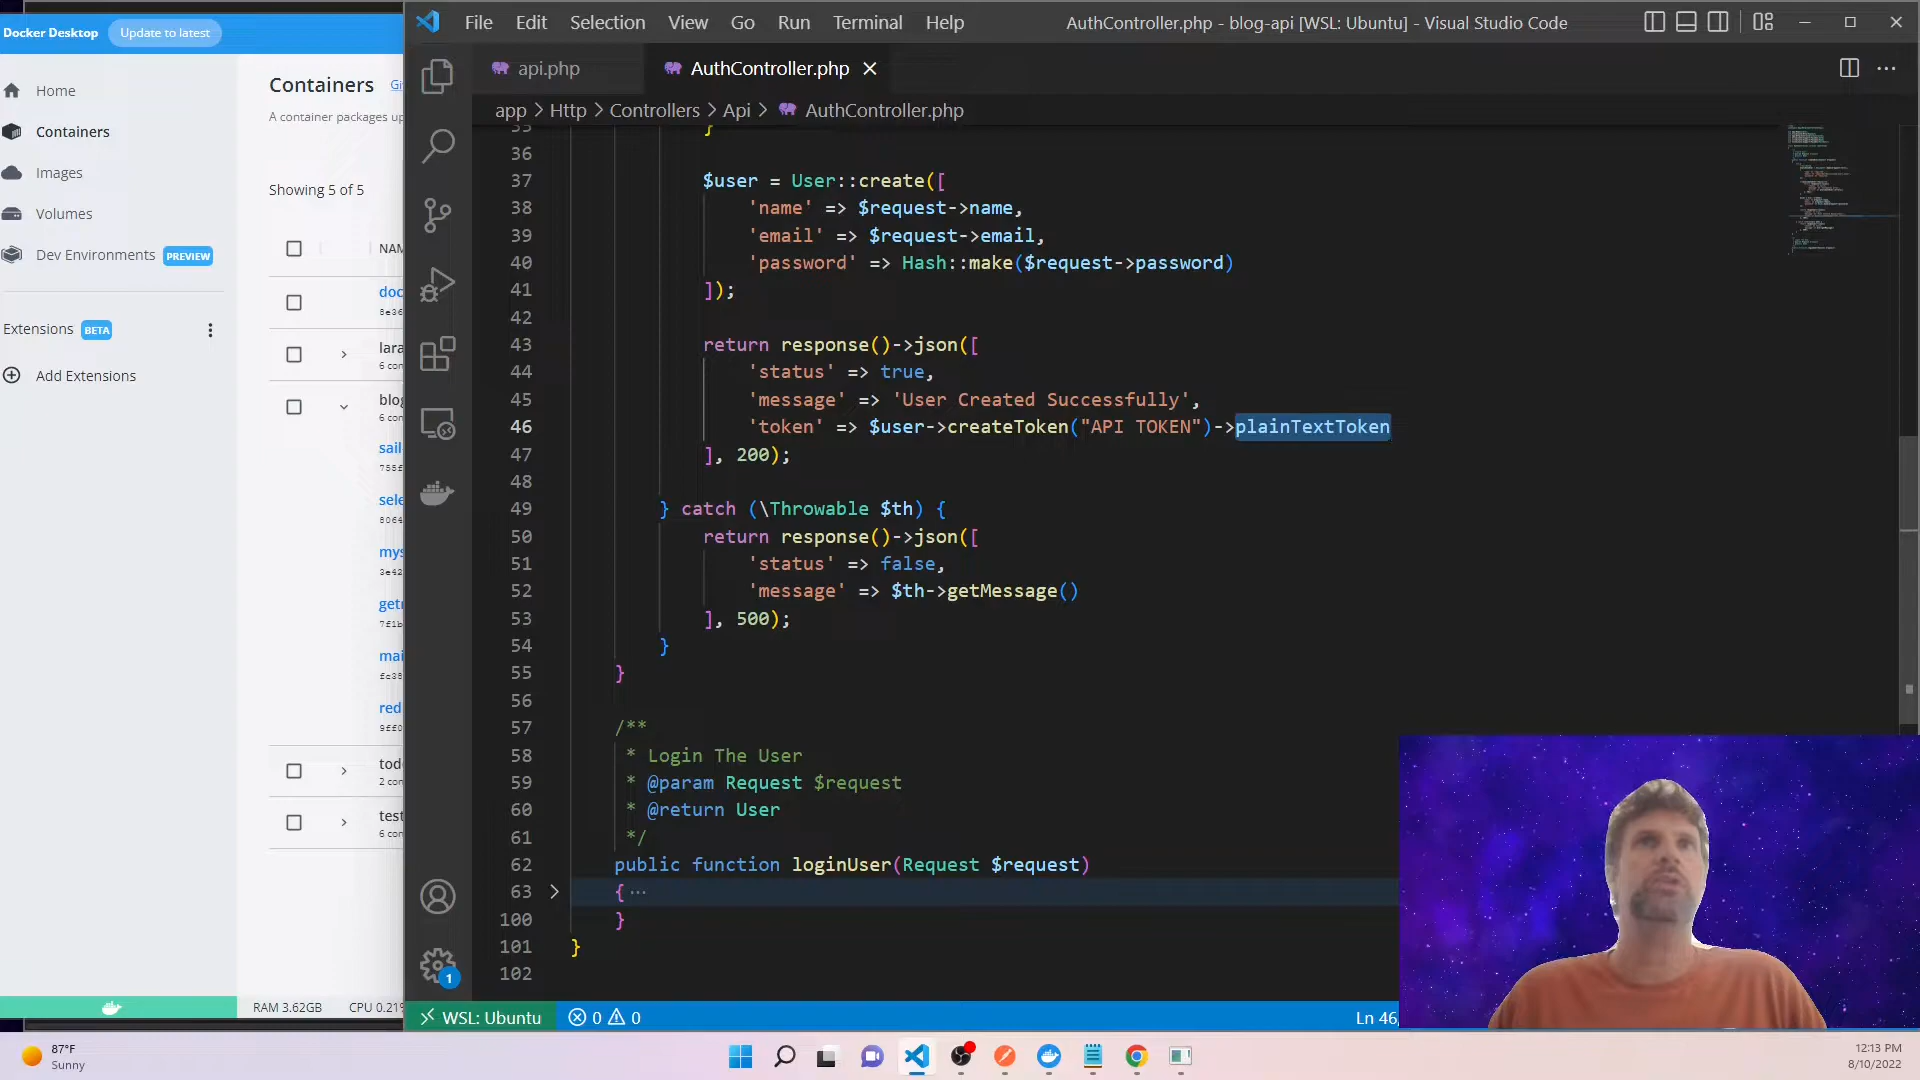 Docker Desktop
Update to latest
Home
Containers
Images
Volumes
Dev Environments PREVIEW
Extensions BETA
Add Extensions
Containers
A container packages up
Showing 5 of 5
NAM
doc
lara
6 con
blog
6 con
sail
sele
8064
mys
3e42
7f1b
mai
red
9ff0
tod
2 con
test
6 con
RAM 3.62GB CPU 0.21%
File Edit Selection View Go Run Terminal Help
AuthController.php - blog-api [WSL: Ubuntu] - Visual Studio Code
api.php
AuthController.php
app > Http > Controllers > Api > AuthController.php
35 }
36
37 $user = User::create([
38 'name' => $request->name,
39 'email' => $request->email,
40 'password' => Hash::make($request->password)
41 ]);
42
43 return response()->json([
44 'status' => true,
45 'message' => 'User Created Successfully',
46 'token' => $user->createToken("API TOKEN")->plainTextToken
47 ], 200);
48
49 } catch (\Throwable $th) {
50 return response()->json([
51 'status' => false,
52 'message' => $th->getMessage()
53 ], 500);
54 }
55 }
56
57 /**
58 * Login The User
59 * @param Request $request
60 * @return User
61 */
62 public function loginUser(Request $request)
63 { ...
100 }
101 }
102
1
WSL: Ubuntu 0 0
Ln 46,
87°F
Sunny
12:13 PM
8/10/2022